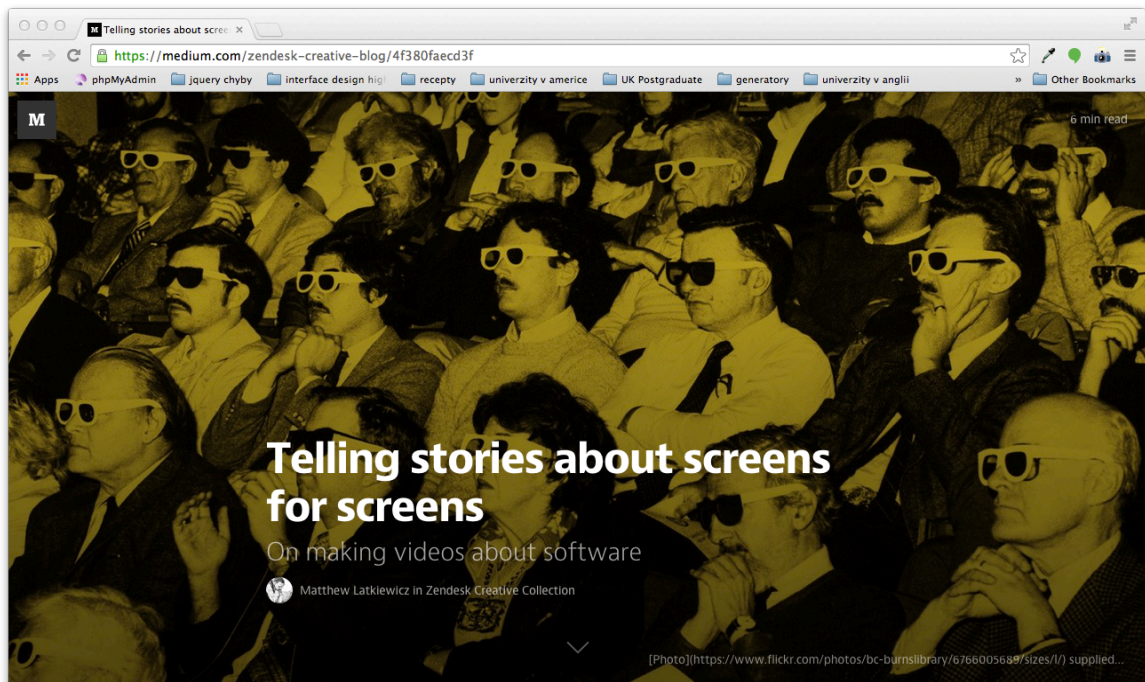 Telling stories about scree
https://medium.com/zendesk-creative-blog/4f380faecd3f
Apps phpMyAdmin jquery chyby interface design higl recepty univerzity v americe UK Postgraduate generatory univerzity v anglii » Other Bookmarks
M
6 min read
Telling stories about screens
for screens
On making videos about software
Matthew Latkiewicz in Zendesk Creative Collection
[Photo](https://www.flickr.com/photos/bc-burnslibrary/6766005689/sizes/l/) supplied...